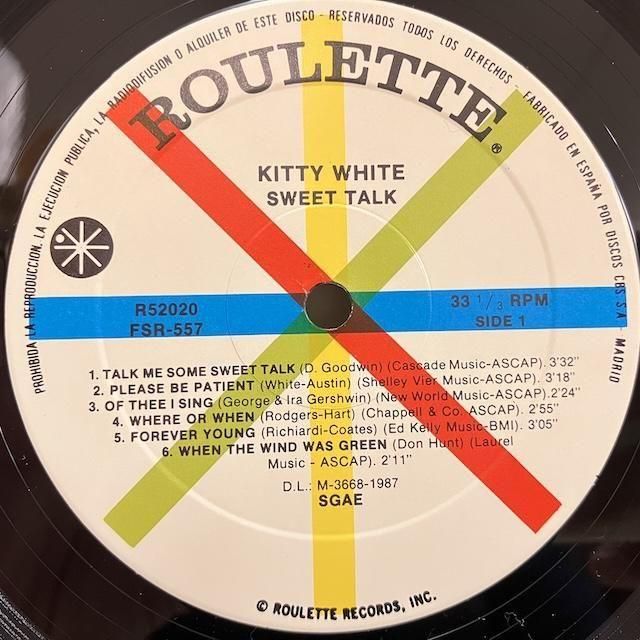 PROHIBIDA LA REPRODUCCION. LA EJECUCION PUBLICA, LA RADIODIFUSION O ALQUILER DE ESTE DISCO - RESERVADOS TODOS LOS DERECHOS - FABRICADO EN ESPAÑA POR DISCOS CBS S.A. MADRID
ROULETTE®
KITTY WHITE
SWEET TALK
R52020
FSR-557
33 1/3 RPM
SIDE 1
1. TALK ME SOME SWEET TALK (D. Goodwin) (Cascade Music-ASCAP). 3'32"
2. PLEASE BE PATIENT (White-Austin) (Shelley Vier Music-ASCAP). 3'18"
3. OF THEE I SING (George & Ira Gershwin) (New World Music-ASCAP). 2'24"
4. WHERE OR WHEN (Rodgers-Hart) (Chappell & Co. ASCAP). 2'55"
5. FOREVER YOUNG (Richiardi-Coates) (Ed Kelly Music-BMI). 3'05"
6. WHEN THE WIND WAS GREEN (Don Hunt) (Laurel
Music - ASCAP). 2'11"
D.L.: M-3668-1987
SGAE
© ROULETTE RECORDS, INC.